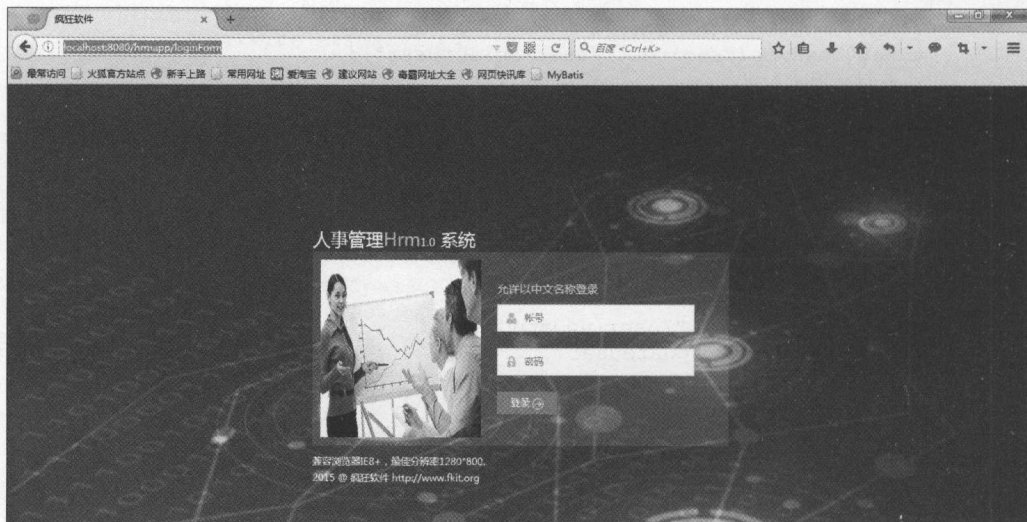 疯狂软件
localhost:8080/hrmapp/loginForm
百度 <Ctrl+K>
最常访问 火狐官方站点 新手上路 常用网址 爱淘宝 建议网站 毒霸网址大全 网页快讯库 MyBatis
人事管理Hrm1.0 系统
允许以中文名称登录
帐号
密码
登录
兼容浏览器IE8+，最佳分辨率1280*800.
2015 @ 疯狂软件 http://www.fkit.org